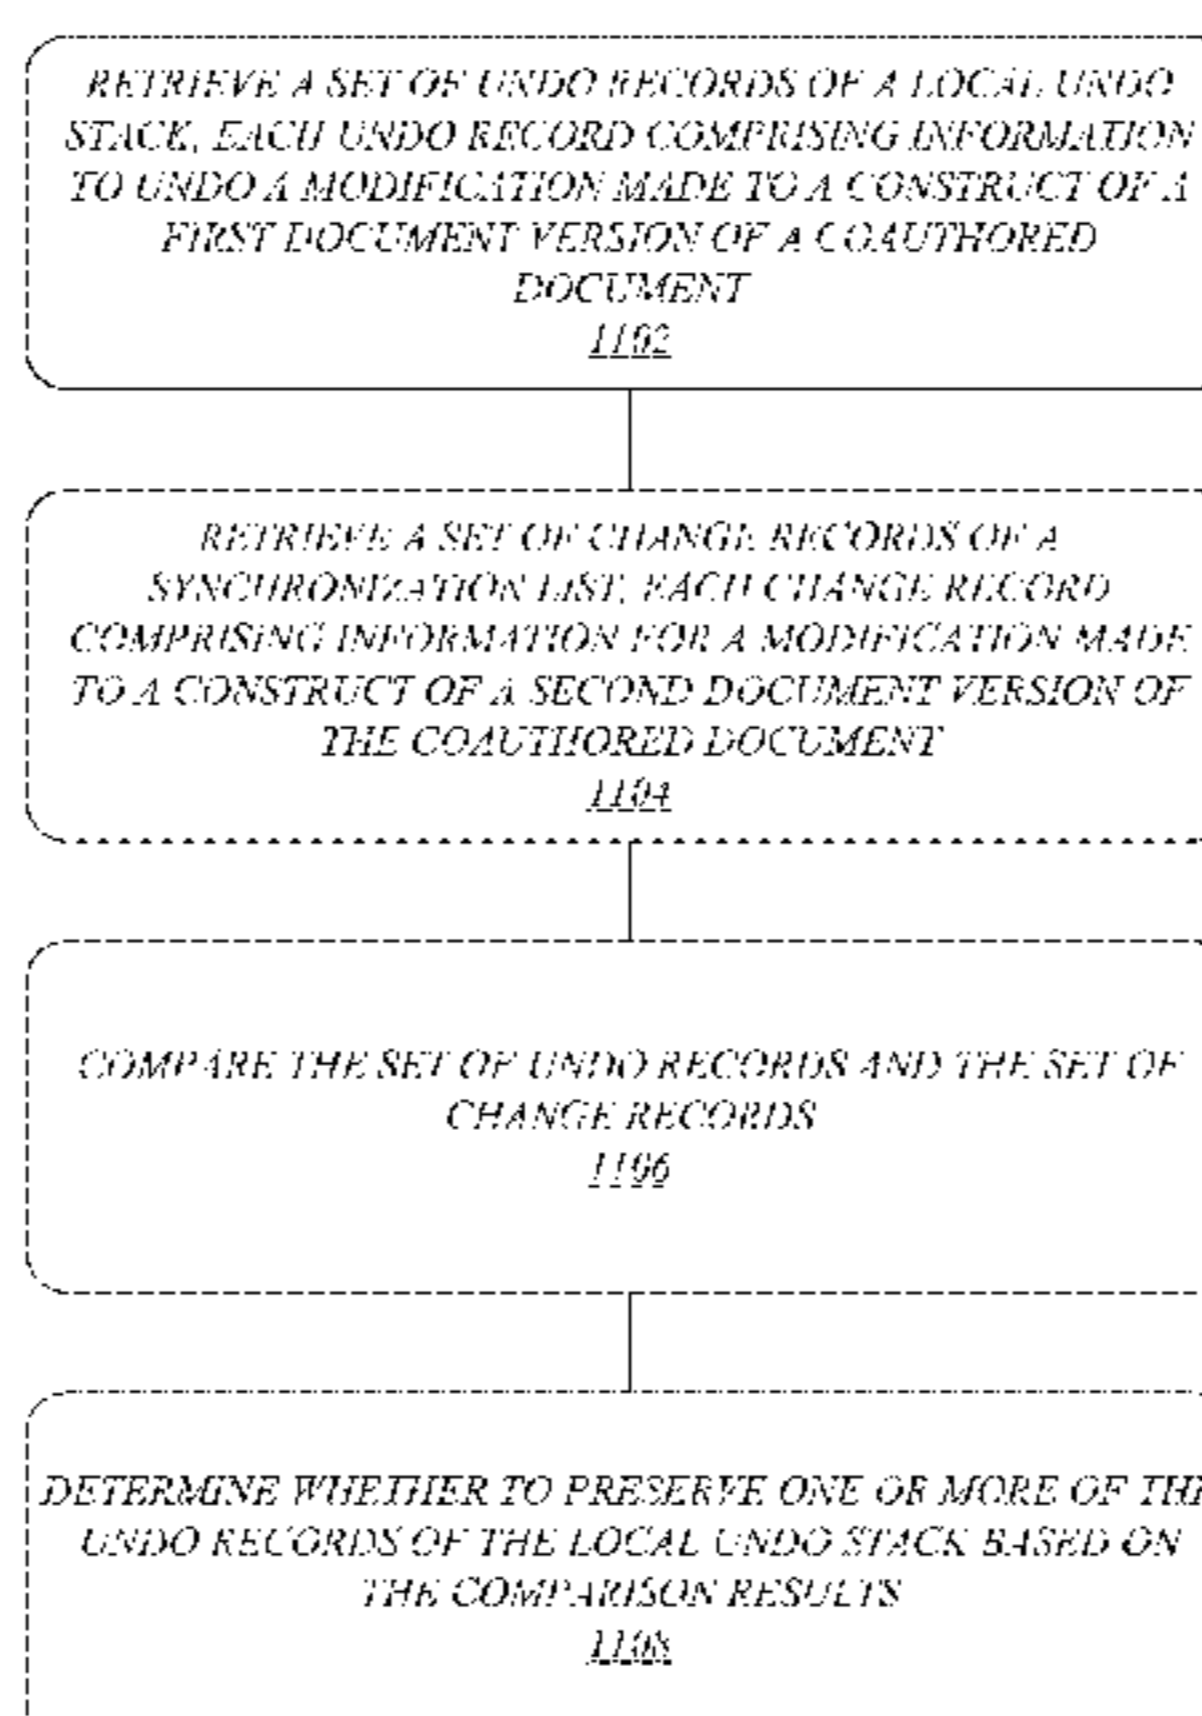 RETRIEVE A SET OF UNDO RECORDS OF A LOCAL UNDO
STACK, EACH UNDO RECORD COMPRISING INFORMATION
TO UNDO A MODIFICATION MADE TO A CONSTRUCT OF A
FIRST DOCUMENT VERSION OF A COAUTHORED
DOCUMENT
1102
RETRIEVE A SET OF CHANGE RECORDS OF A
SYNCHRONIZATION LIST, EACH CHANGE RECORD
COMPRISING INFORMATION FOR A MODIFICATION MADE
TO A CONSTRUCT OF A SECOND DOCUMENT VERSION OF
THE COAUTHORED DOCUMENT
1104
COMPARE THE SET OF UNDO RECORDS AND THE SET OF
CHANGE RECORDS
1106
DETERMINE WHETHER TO PRESERVE ONE OR MORE OF THE
UNDO RECORDS OF THE LOCAL UNDO STACK BASED ON
THE COMPARISON RESULTS
1108